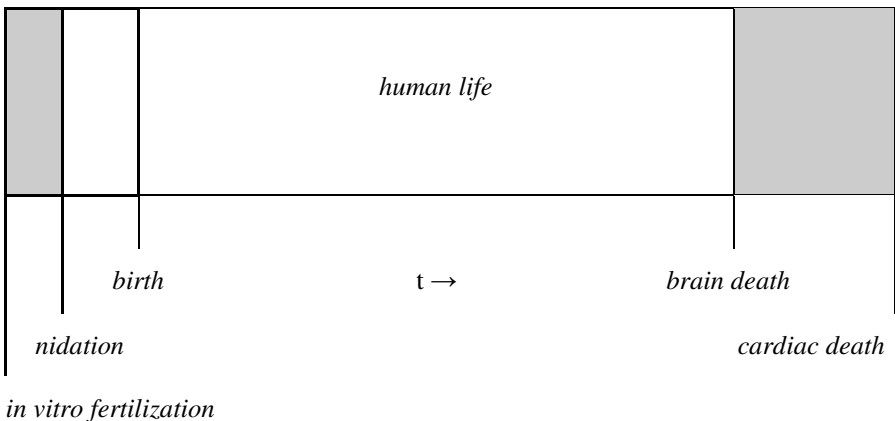 human life
birth t → brain death
nidation cardiac death
in vitro fertilization